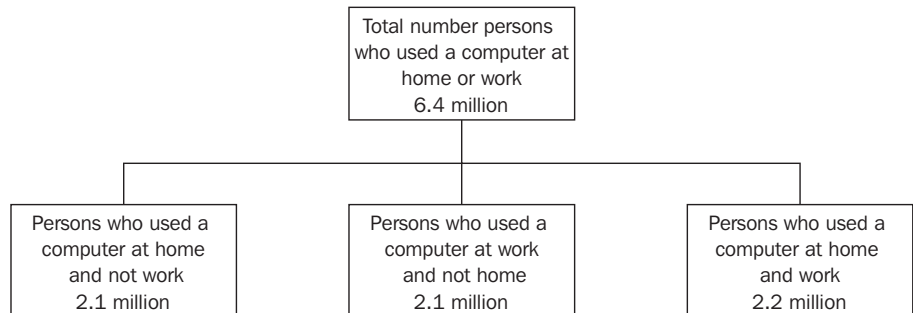 Total number persons
who used a computer at
home or work
6.4 million
Persons who used a
computer at home
and not work
2.1 million
Persons who used a
computer at work
and not home
2.1 million
Persons who used a
computer at home
and work
2.2 million